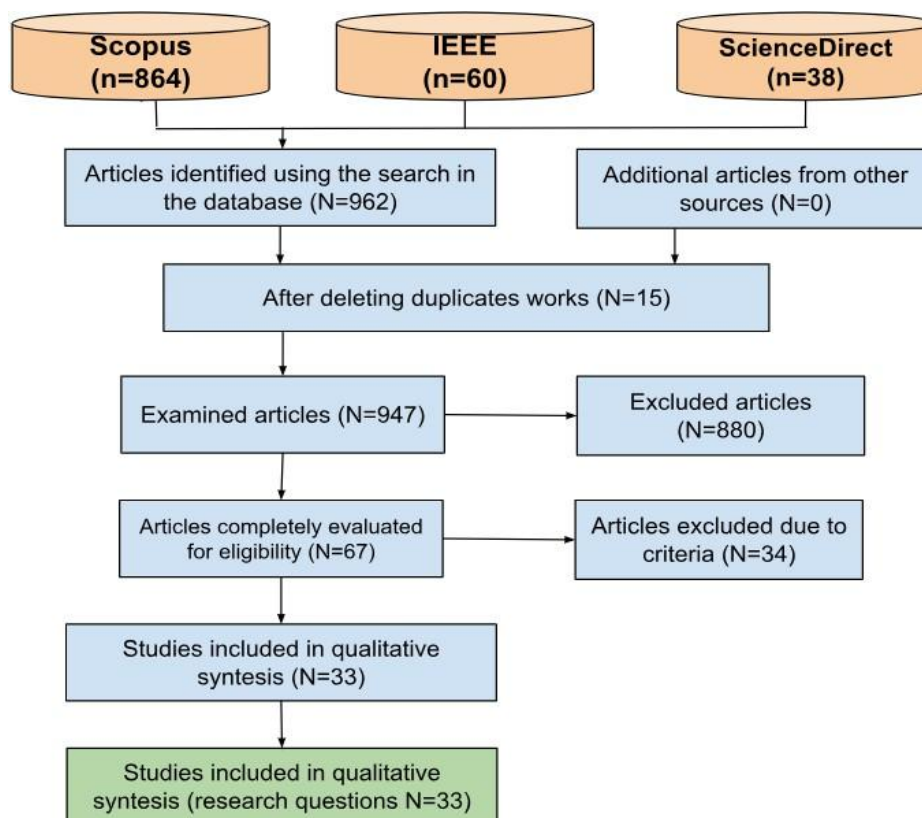 Scopus
(n=864)
IEEE
(n=60)
ScienceDirect
(n=38)
Articles identified using the search in
the database (N=962)
Additional articles from other
sources (N=0)
After deleting duplicates works (N=15)
Examined articles (N=947)
Excluded articles
(N=880)
Articles completely evaluated
for eligibility (N=67)
Articles excluded due to
criteria (N=34)
Studies included in qualitative
syntesis (N=33)
Studies included in qualitative
syntesis (research questions N=33)